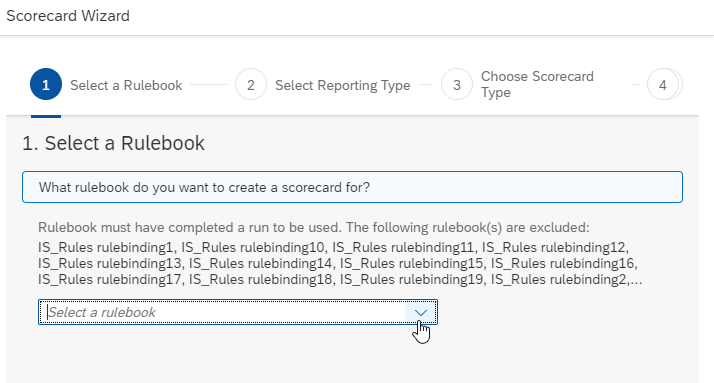 Scorecard Wizard
1 Select a Rulebook 2 Select Reporting Type 3 Choose Scorecard Type 4
1. Select a Rulebook
What rulebook do you want to create a scorecard for?
Rulebook must have completed a run to be used. The following rulebook(s) are excluded:
IS_Rules rulebinding1, IS_Rules rulebinding10, IS_Rules rulebinding11, IS_Rules rulebinding12,
IS_Rules rulebinding13, IS_Rules rulebinding14, IS_Rules rulebinding15, IS_Rules rulebinding16,
IS_Rules rulebinding17, IS_Rules rulebinding18, IS_Rules rulebinding19, IS_Rules rulebinding2,...
Select a rulebook